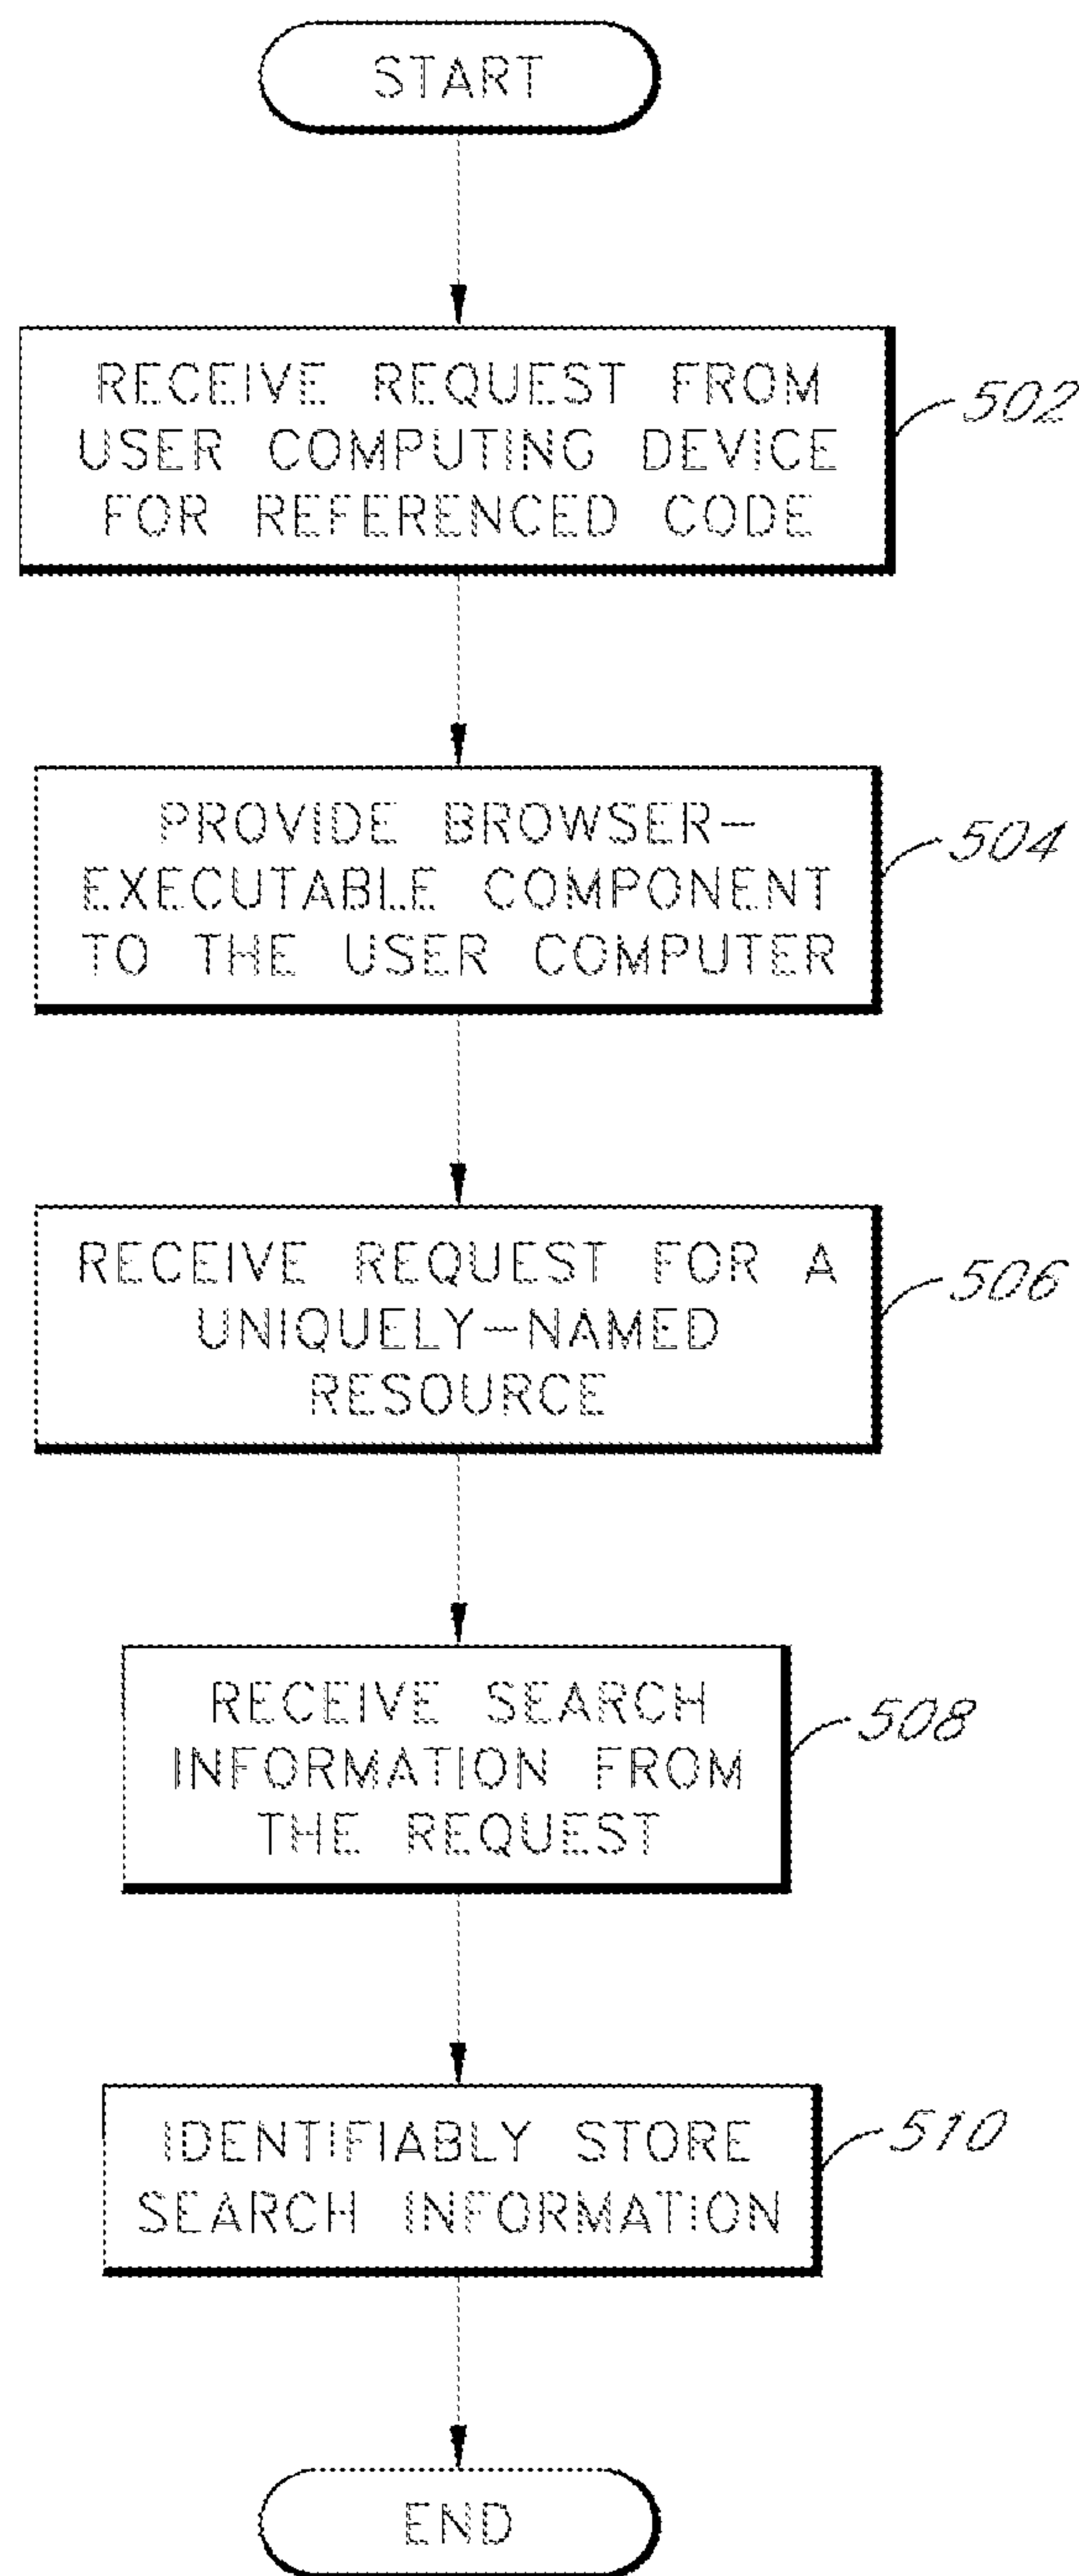 START
RECEIVE REQUEST FROM
USER COMPUTING DEVICE
FOR REFERENCED CODE
502
PROVIDE BROWSER-
EXECUTABLE COMPONENT
TO THE USER COMPUTER
504
RECEIVE REQUEST FOR A
UNIQUELY-NAMED
RESOURCE
506
RECEIVE SEARCH
INFORMATION FROM
THE REQUEST
508
IDENTIFIABLY STORE
SEARCH INFORMATION
510
END